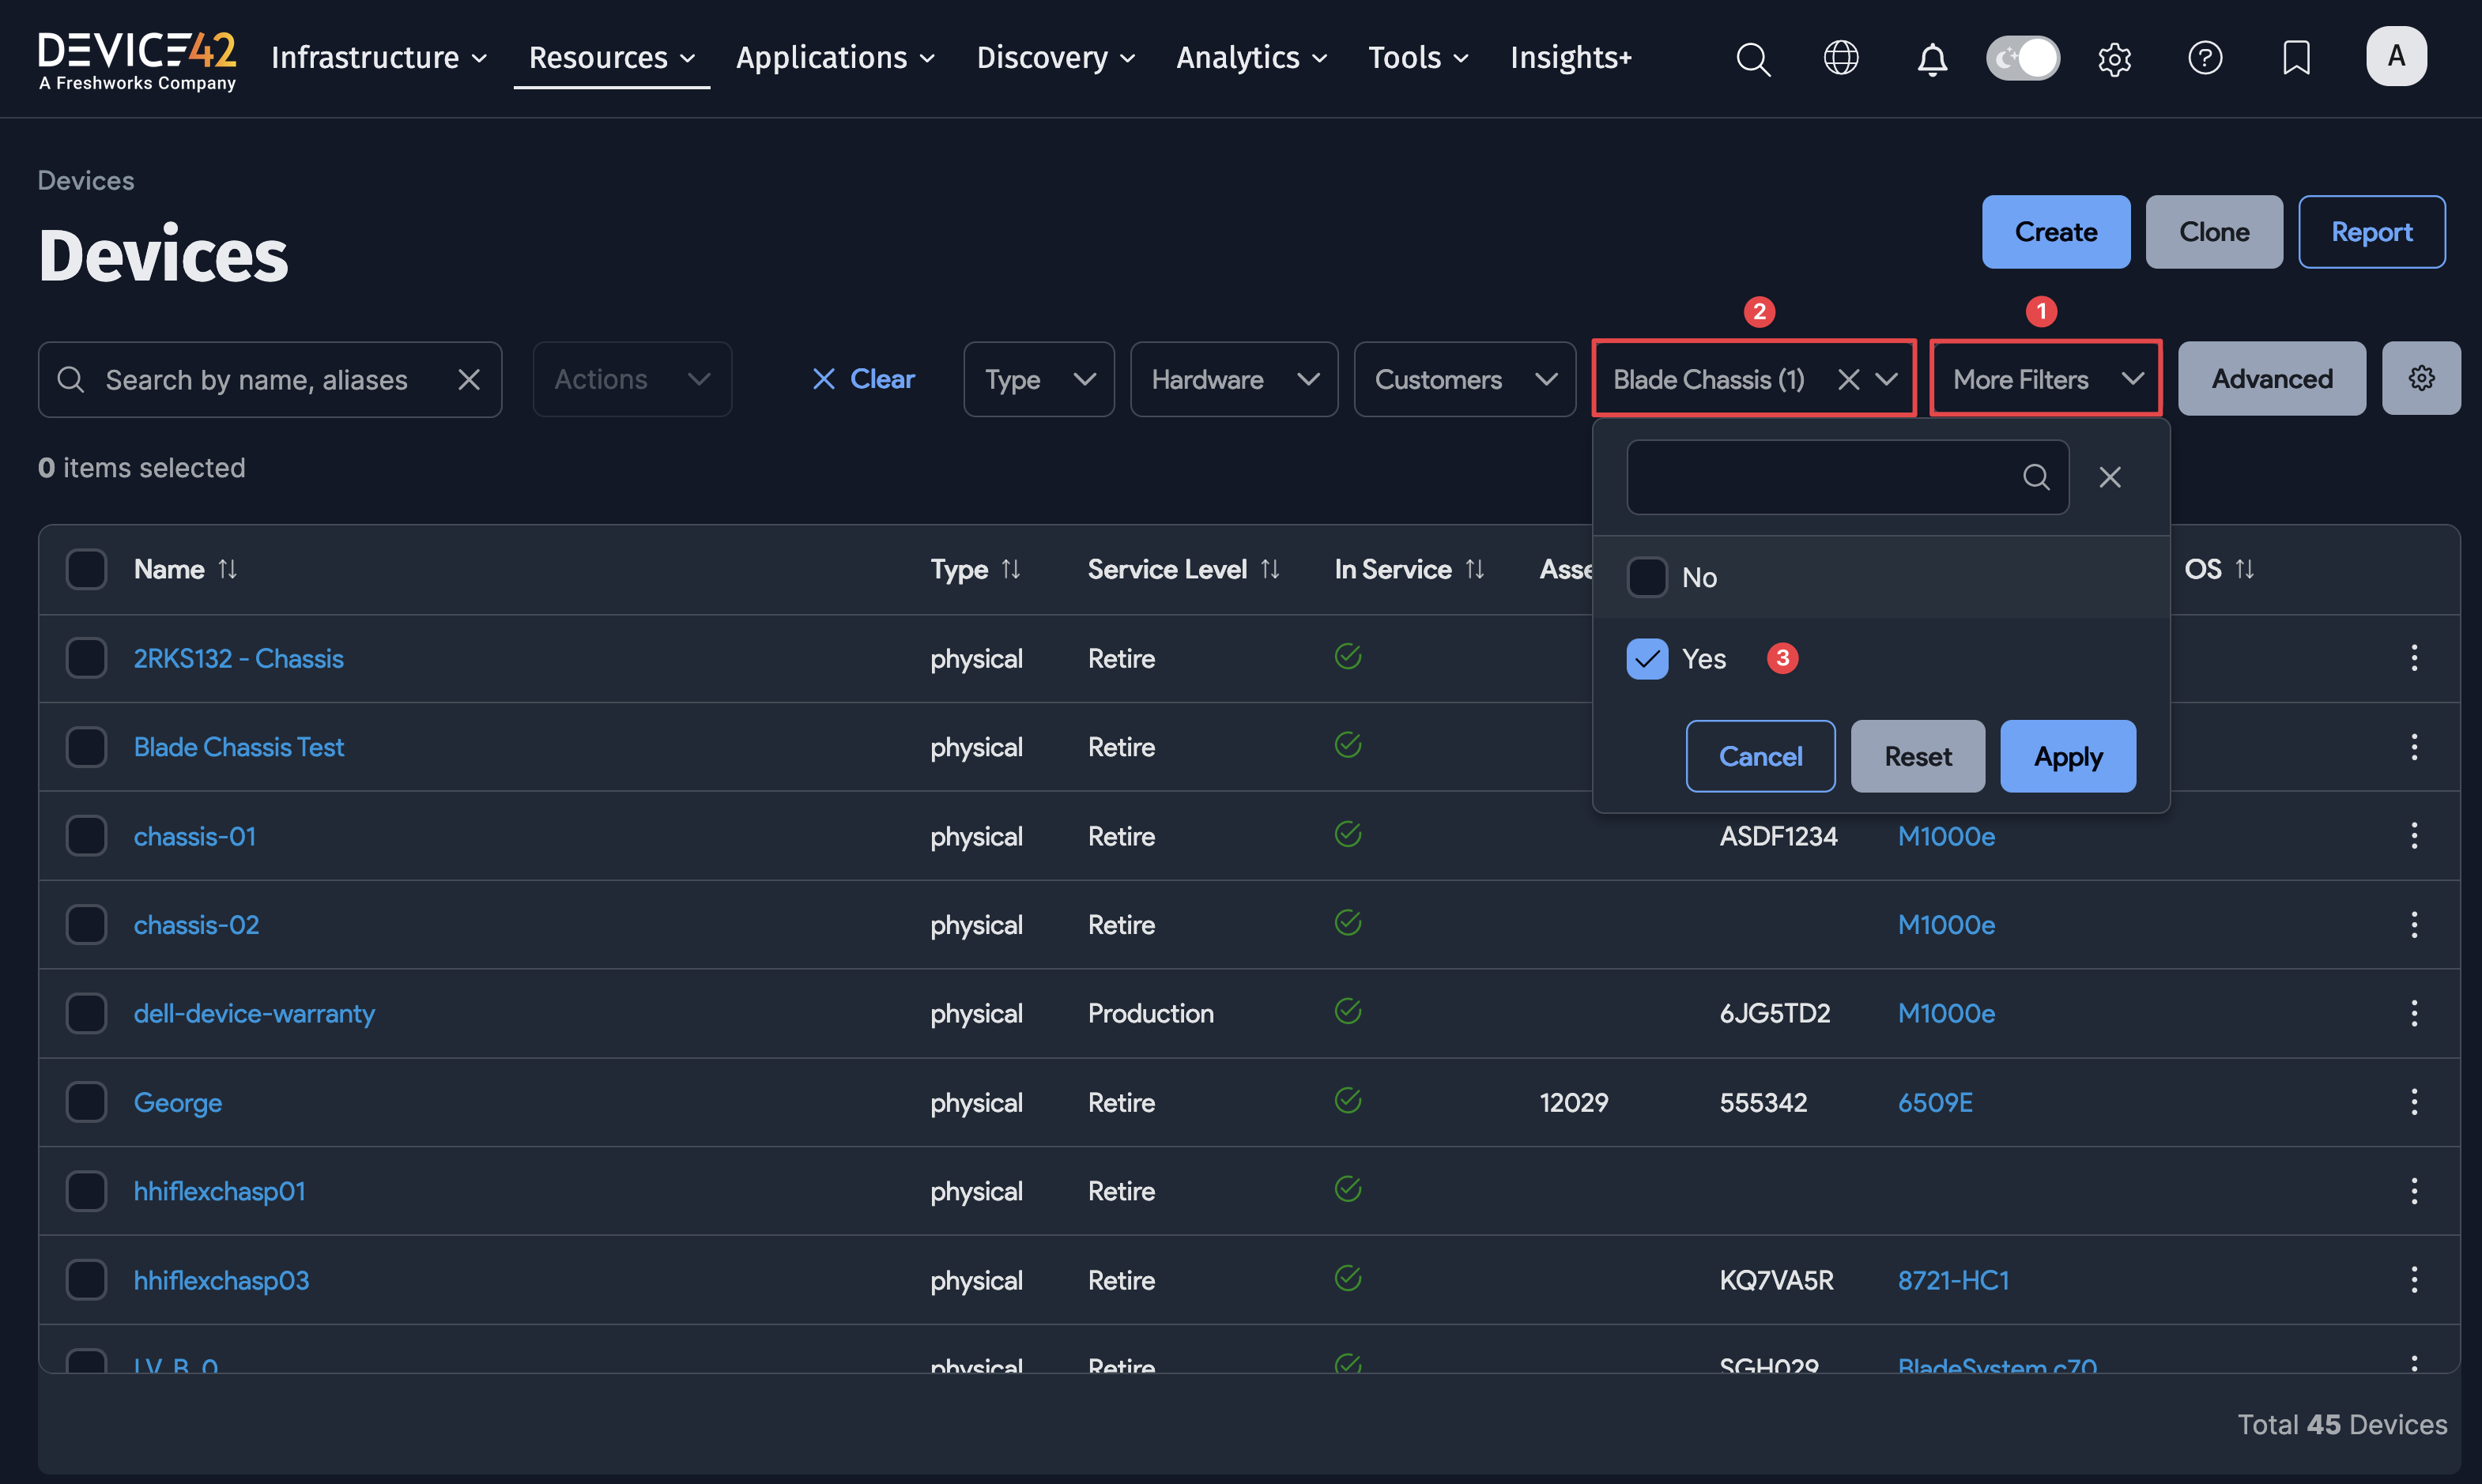 DEVICE42
A Freshworks Company
Infrastructure Resources Applications Discovery Analytics Tools Insights+
A
Devices
Devices
Create Clone Report
2 1
Search by name, aliases Actions Clear Type Hardware Customers Blade Chassis (1) More Filters Advanced
0 items selected
Name Type Service Level In Service Asse OS
No
2RKS132 - Chassis physical Retire
Yes 3
Blade Chassis Test physical Retire
Cancel Reset Apply
chassis-01 physical Retire ASDF1234 M1000e
chassis-02 physical Retire M1000e
dell-device-warranty physical Production 6JG5TD2 M1000e
George physical Retire 12029 555342 6509E
hhiflexchasp01 physical Retire
hhiflexchasp03 physical Retire KQ7VA5R 8721-HC1
physical Retire SGH029 BladeSystem c70
Total 45 Devices